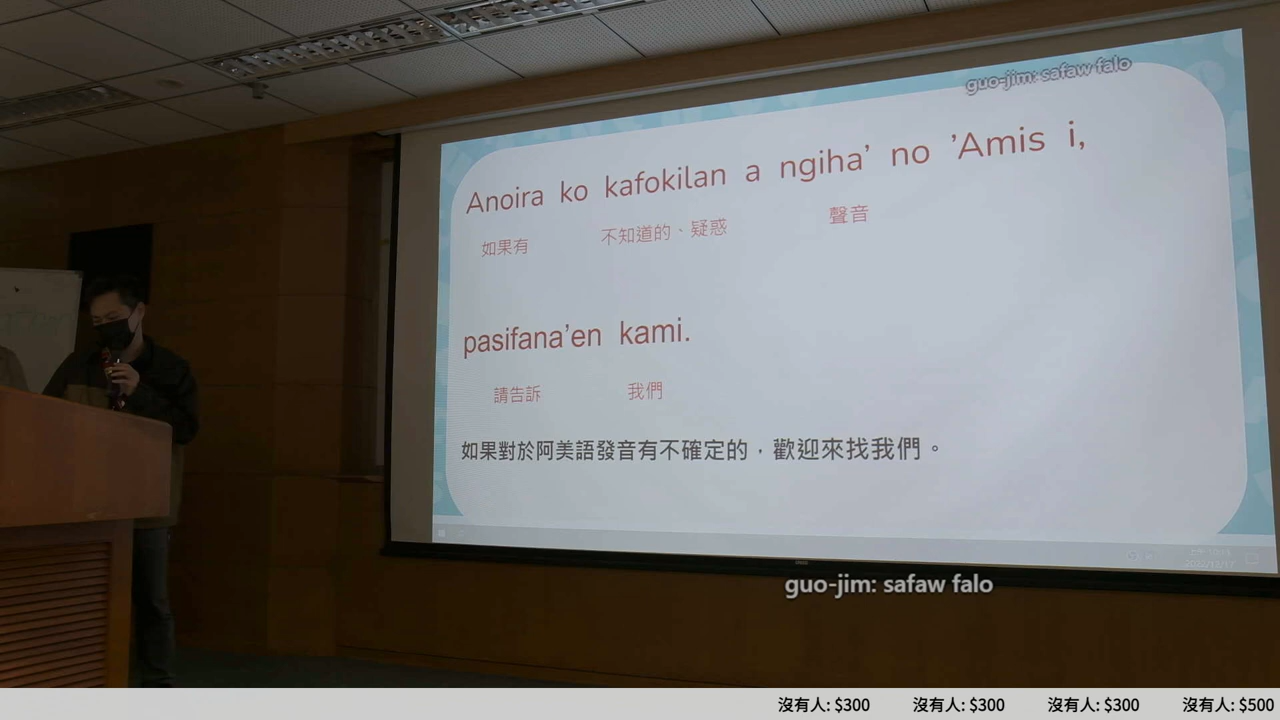 guo-jim: safaw falo
Anoira ko kafokilan a ngiha’ no ’Amis i,
如果有 不知道的、疑惑 聲音
pasifana’en kami.
請告訴 我們
如果對於阿美語發音有不確定的，歡迎來找我們。
guo-jim: safaw falo
沒有人: $300 沒有人: $300 沒有人: $300 沒有人: $500